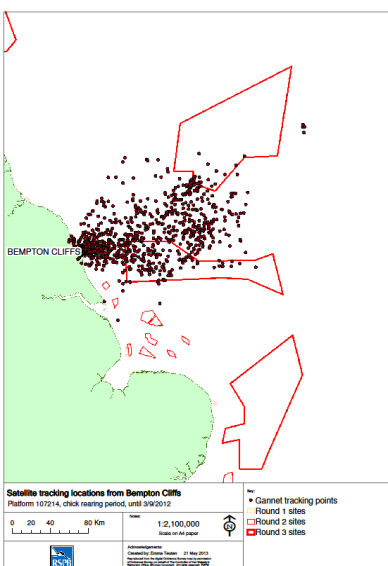 BEMPTON CLIFFS
Satellite tracking locations from Bempton Cliffs
Platform 107214, chick rearing period, until 3/9/2012
0 20 40 80 Km
Notes:
1:2,100,000
Scale on A4 paper
Key:
Gannet tracking points
Round 1 sites
Round 2 sites
Round 3 sites
RSPB
Acknowledgements:
Created by: Emma Teuten 21 May 2013